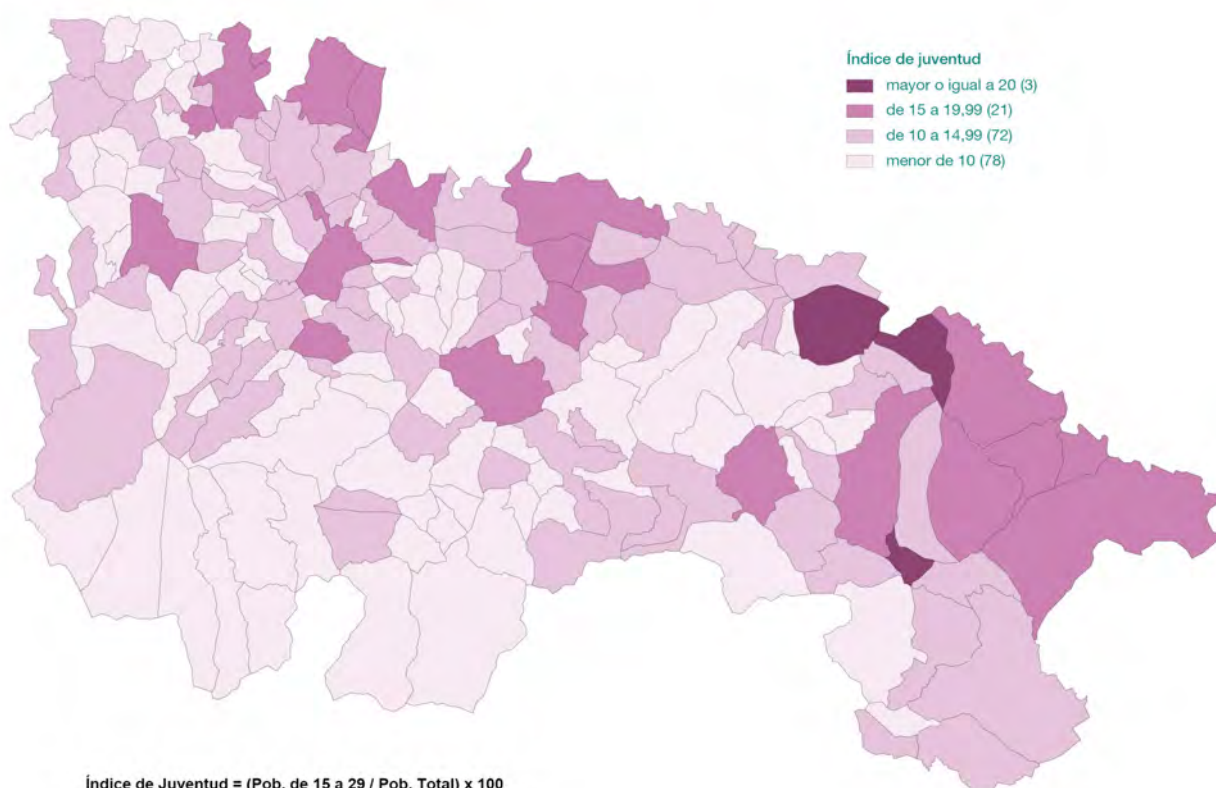 Índice de juventud
mayor o igual a 20 (3)
de 15 a 19,99 (21)
de 10 a 14,99 (72)
menor de 10 (78)
Índice de Juventud = (Pob. de 15 a 29 / Pob. Total) x 100